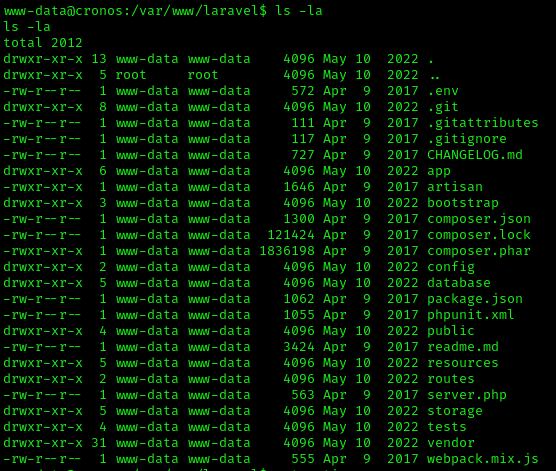 www-data@cronos:/var/www/laravel$ ls -la
ls -la
total 2012
drwxr-xr-x 13 www-data www-data    4096 May 10  2022 .
drwxr-xr-x  5 root     root        4096 May 10  2022 ..
-rw-r--r--  1 www-data www-data     572 Apr  9  2017 .env
drwxr-xr-x  8 www-data www-data    4096 May 10  2022 .git
-rw-r--r--  1 www-data www-data     111 Apr  9  2017 .gitattributes
-rw-r--r--  1 www-data www-data     117 Apr  9  2017 .gitignore
-rw-r--r--  1 www-data www-data     727 Apr  9  2017 CHANGELOG.md
drwxr-xr-x  6 www-data www-data    4096 May 10  2022 app
-rwxr-xr-x  1 www-data www-data    1646 Apr  9  2017 artisan
drwxr-xr-x  3 www-data www-data    4096 May 10  2022 bootstrap
-rw-r--r--  1 www-data www-data    1300 Apr  9  2017 composer.json
-rw-r--r--  1 www-data www-data  121424 Apr  9  2017 composer.lock
-rwxr-xr-x  1 www-data www-data 1836198 Apr  9  2017 composer.phar
drwxr-xr-x  2 www-data www-data    4096 May 10  2022 config
drwxr-xr-x  5 www-data www-data    4096 May 10  2022 database
-rw-r--r--  1 www-data www-data    1062 Apr  9  2017 package.json
-rw-r--r--  1 www-data www-data    1055 Apr  9  2017 phpunit.xml
drwxr-xr-x  4 www-data www-data    4096 May 10  2022 public
-rw-r--r--  1 www-data www-data    3424 Apr  9  2017 readme.md
drwxr-xr-x  5 www-data www-data    4096 May 10  2022 resources
drwxr-xr-x  2 www-data www-data    4096 May 10  2022 routes
-rw-r--r--  1 www-data www-data     563 Apr  9  2017 server.php
drwxr-xr-x  5 www-data www-data    4096 May 10  2022 storage
drwxr-xr-x  4 www-data www-data    4096 May 10  2022 tests
drwxr-xr-x 31 www-data www-data    4096 May 10  2022 vendor
-rw-r--r--  1 www-data www-data     555 Apr  9  2017 webpack.mix.js